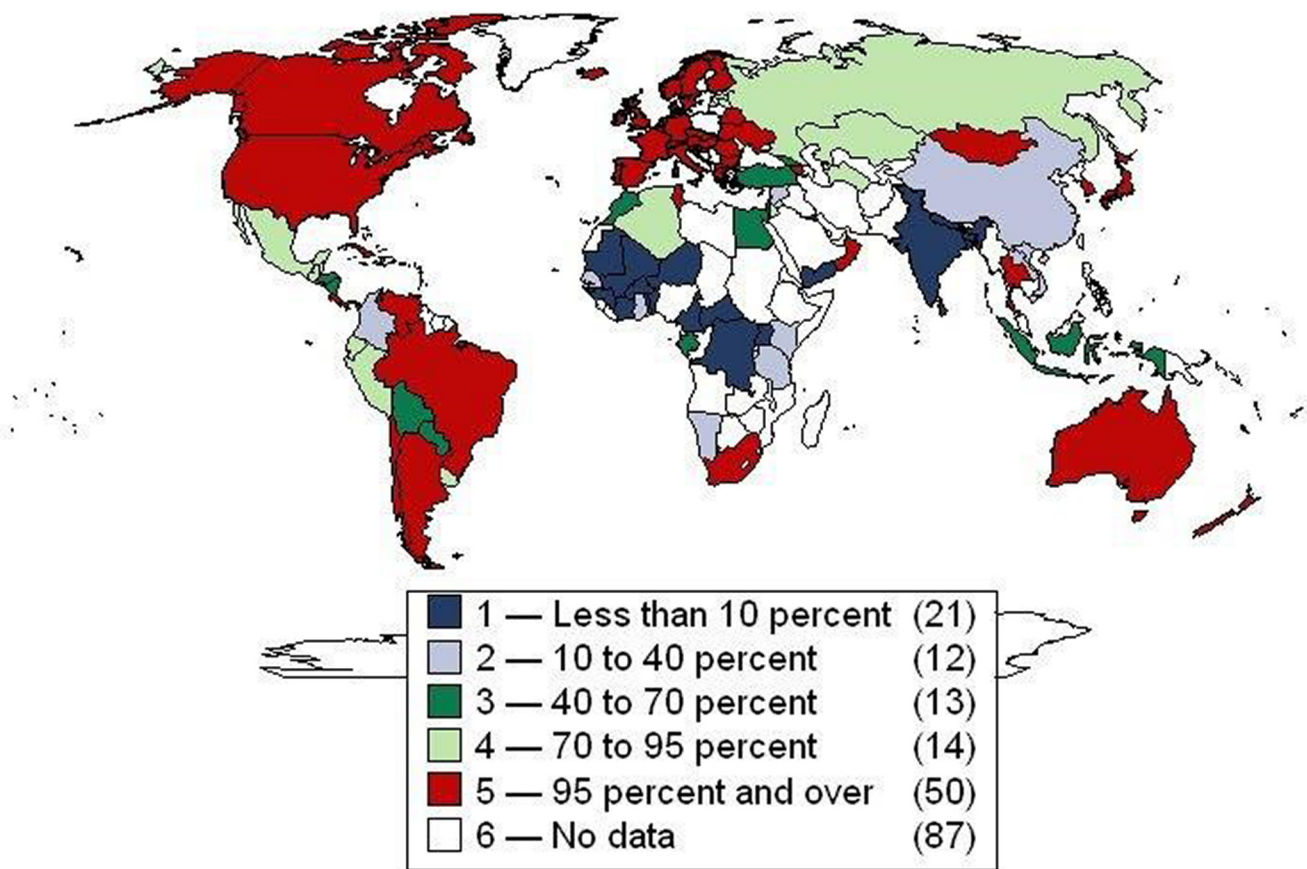 1 — Less than 10 percent (21)
2 — 10 to 40 percent (12)
3 — 40 to 70 percent (13)
4 — 70 to 95 percent (14)
5 — 95 percent and over (50)
6 — No data (87)